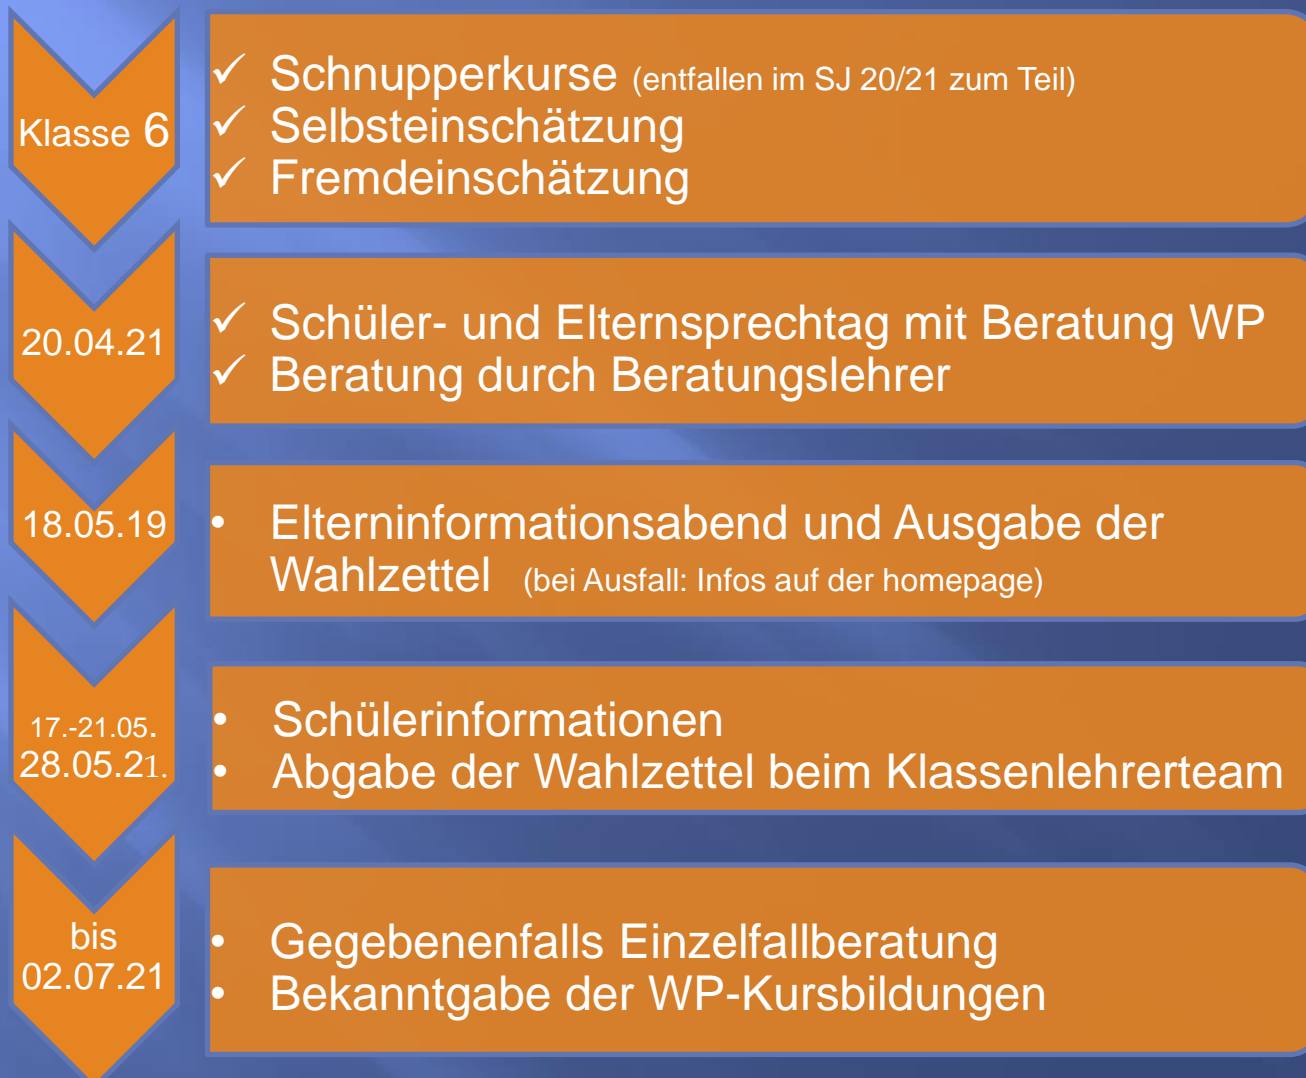 Klasse 6
✓ Schnupperkurse (entfallen im SJ 20/21 zum Teil)
✓ Selbsteinschätzung
✓ Fremdeinschätzung
20.04.21
✓ Schüler- und Elternsprechtag mit Beratung WP
✓ Beratung durch Beratungslehrer
18.05.19
• Elterninformationsabend und Ausgabe der
Wahlzettel (bei Ausfall: Infos auf der homepage)
17.-21.05.
28.05.21.
• Schülerinformationen
• Abgabe der Wahlzettel beim Klassenlehrerteam
bis
02.07.21
• Gegebenenfalls Einzelfallberatung
• Bekanntgabe der WP-Kursbildungen